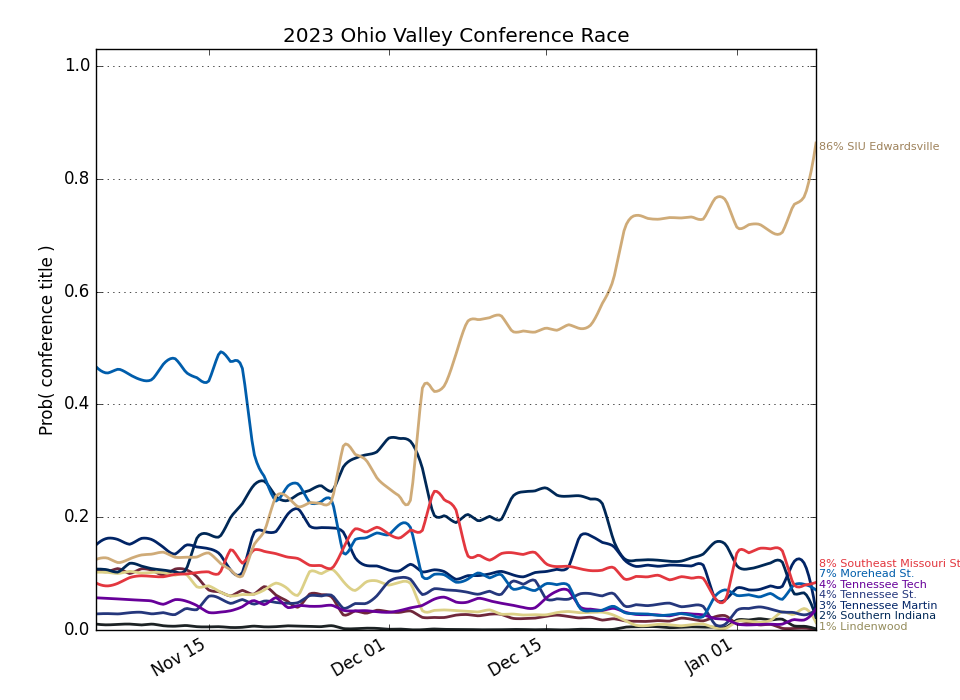 2023 Ohio Valley Conference Race
Prob( conference title )
1.0
0.8
0.6
0.4
0.2
0.0
Nov 15
Dec 01
Dec 15
Jan 01
86% SIU Edwardsville
8% Southeast Missouri St
7% Morehead St.
4% Tennessee Tech
4% Tennessee St.
3% Tennessee Martin
2% Southern Indiana
1% Lindenwood